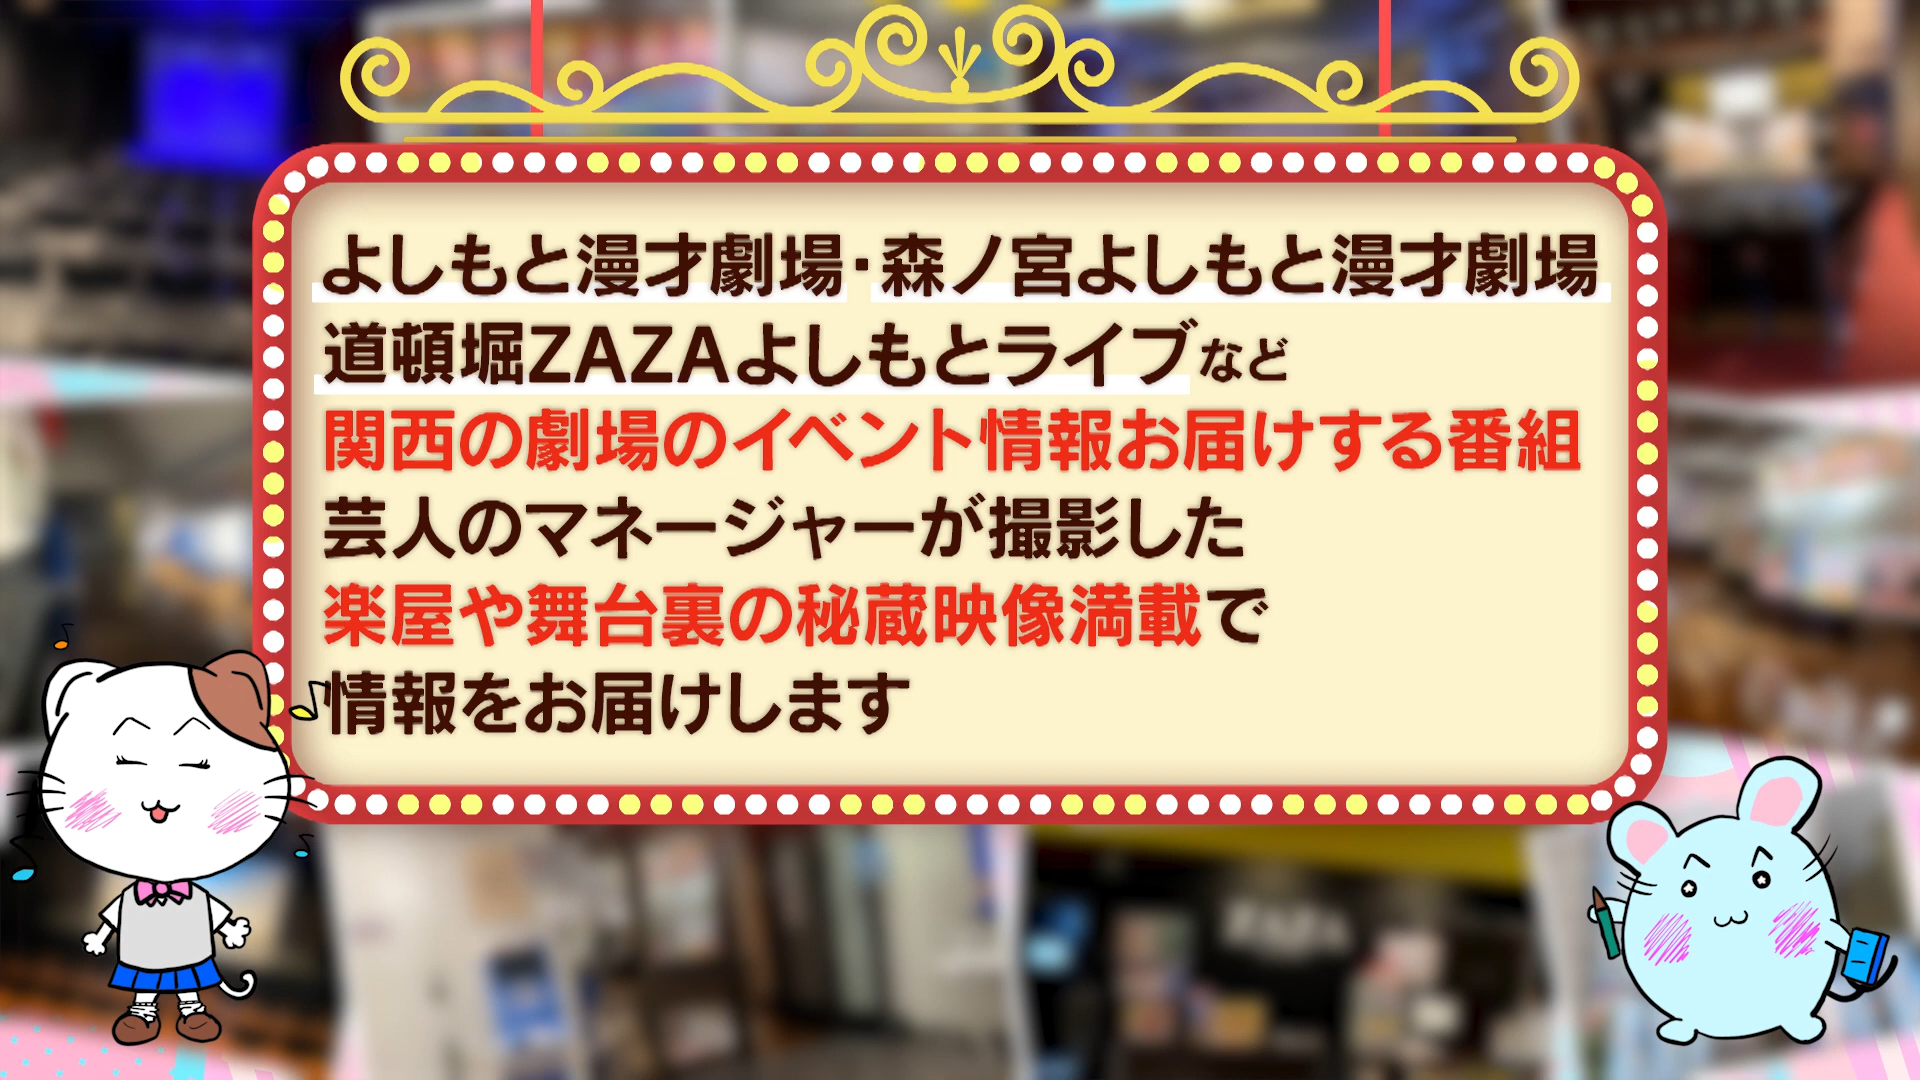 よしもと漫才劇場・森ノ宮よしもと漫才劇場
道頓堀ZAZAよしもとライブなど
関西の劇場のイベント情報お届けする番組
芸人のマネージャーが撮影した
楽屋や舞台裏の秘蔵映像満載で
情報をお届けします